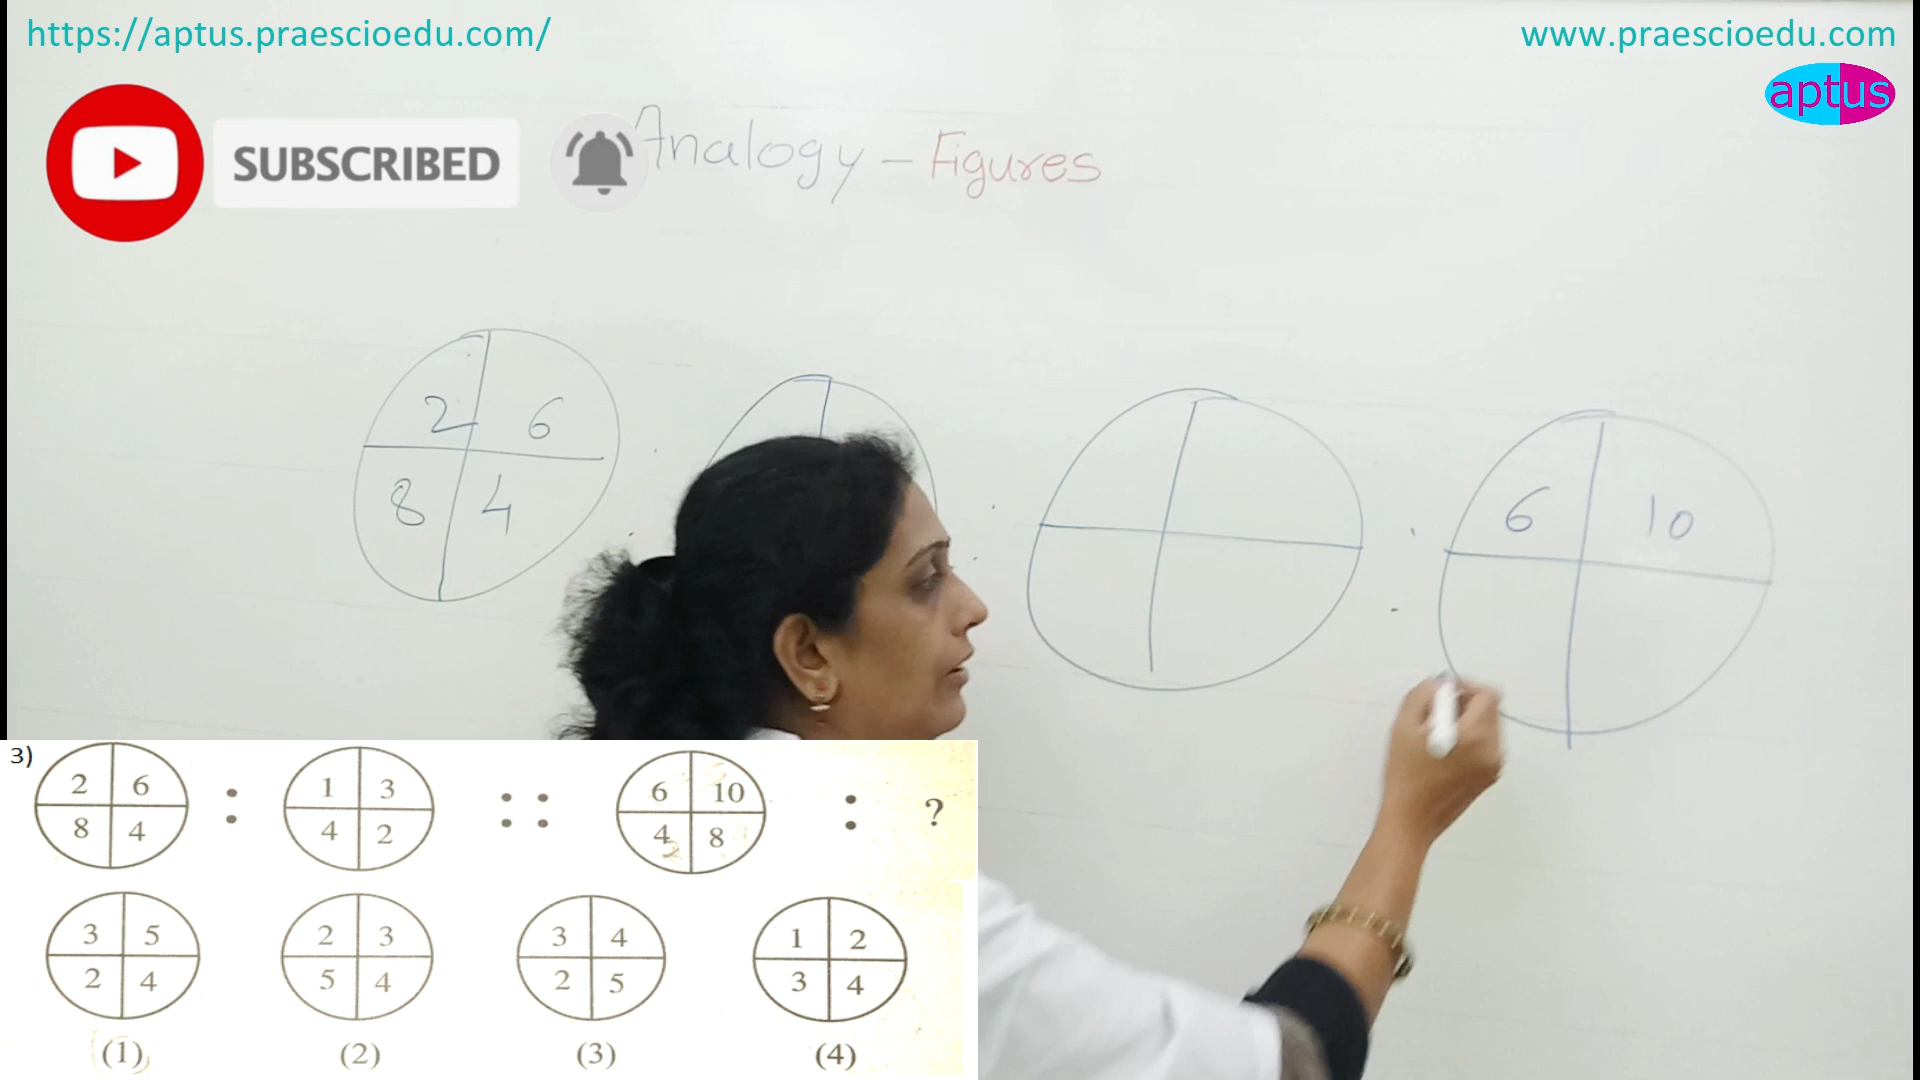 https://aptus.praescioedu.com/
www.praescioedu.com
aptus
SUBSCRIBED
Analogy - Figures
2 6
8 4
6 10
3)
2 6 : 1 3 :: 6 10 : ?
8 4 4 2 4 8
3 5 2 3 3 4 1 2
2 4 5 4 2 5 3 4
(1) (2) (3) (4)